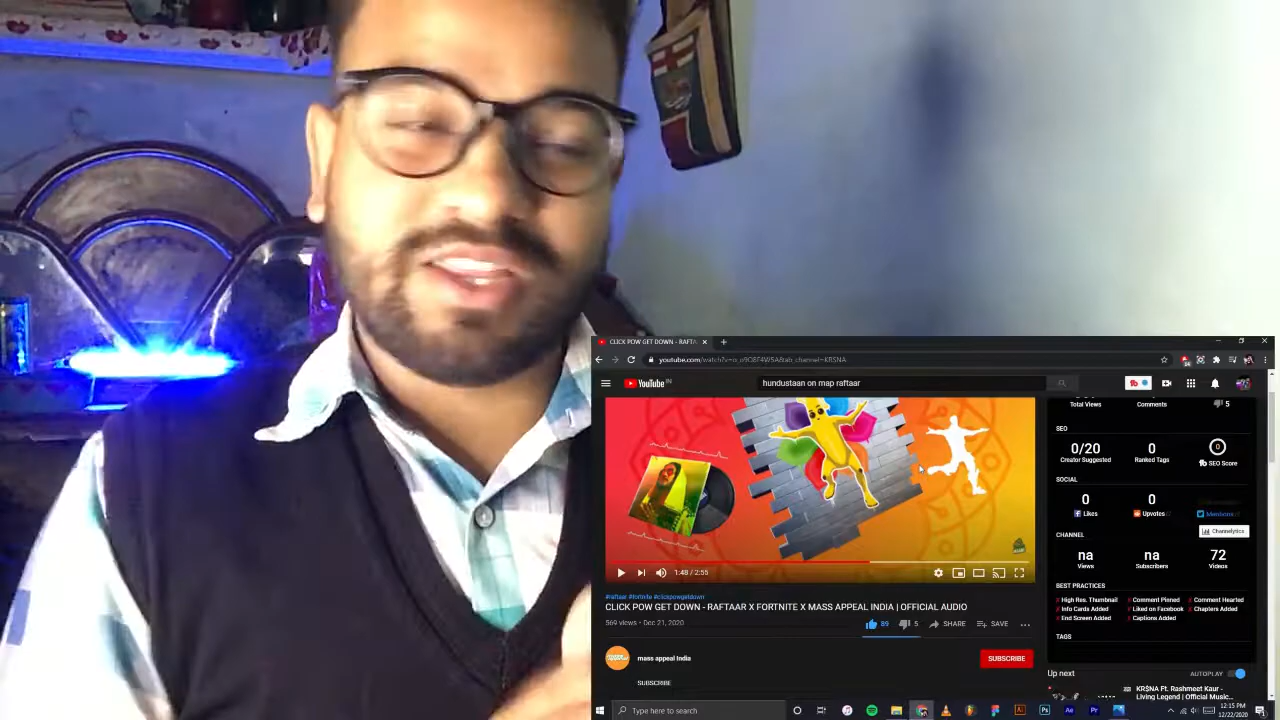 CLICK POW GET DOWN - RAFTA
YouTube IN
hundustaan on map raftaar
Total Views
Comments
5
SEO
0/20
Creator Suggested
0
Ranked Tags
0
SEO Score
SOCIAL
0
Likes
0
Upvotes
Mentions
Channelytics
CHANNEL
na
Views
na
Subscribers
72
Videos
BEST PRACTICES
High Res. Thumbnail
Comment Pinned
Comment Hearted
Info Cards Added
Liked on Facebook
Chapters Added
End Screen Added
Captions Added
TAGS
1:48 / 2:55
#raftaar #fortnite #clickpowgetdown
CLICK POW GET DOWN - RAFTAAR X FORTNITE X MASS APPEAL INDIA | OFFICIAL AUDIO
569 views • Dec 21, 2020
89
5
SHARE
SAVE
mass appeal India
SUBSCRIBE
SUBSCRIBE
Up next
AUTOPLAY
KR$NA Ft. Rashmeet Kaur -
Living Legend | Official Music
Type here to search
12:15 PM
12/22/2020